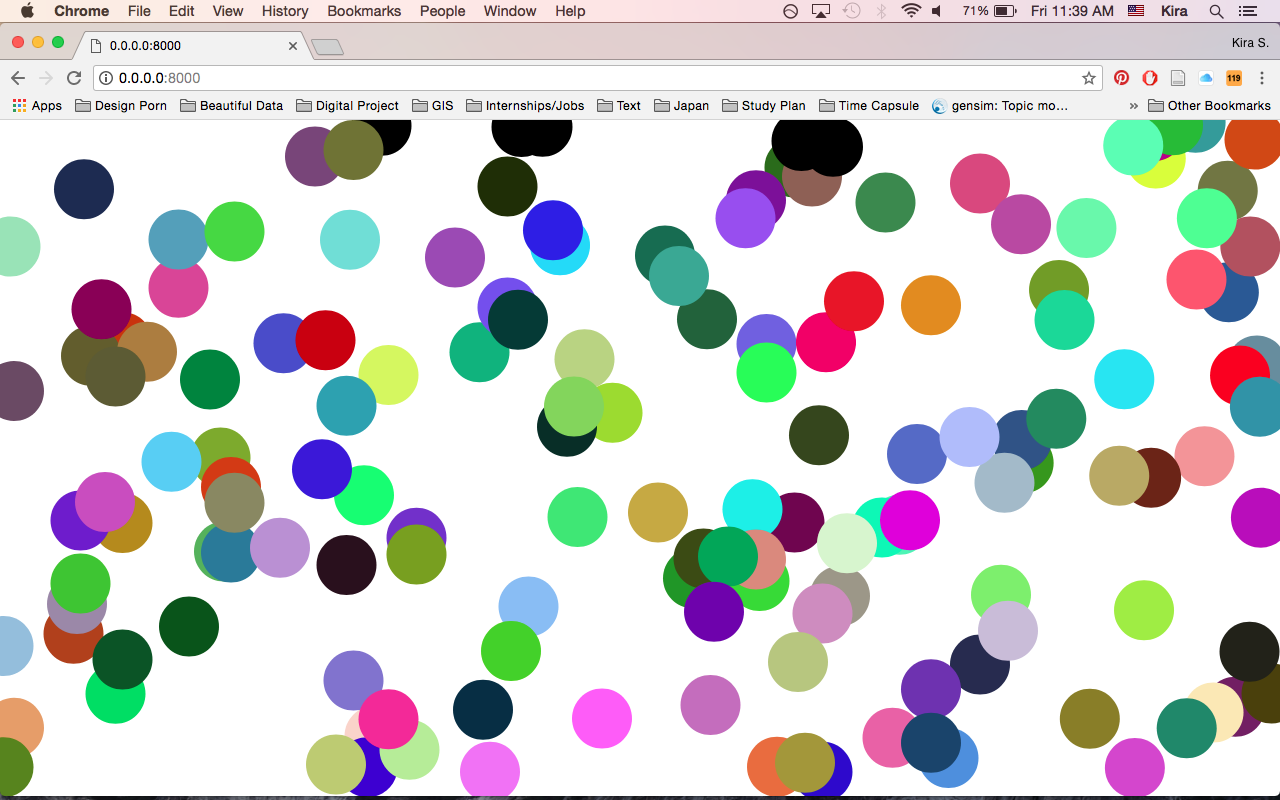 Chrome File Edit View History Bookmarks People Window Help 71% Fri 11:39 AM Kira
0.0.0.0:8000 Kira S.
0.0.0.0:8000 119
Apps Design Porn Beautiful Data Digital Project GIS Internships/Jobs Text Japan Study Plan Time Capsule gensim: Topic mo... » Other Bookmarks